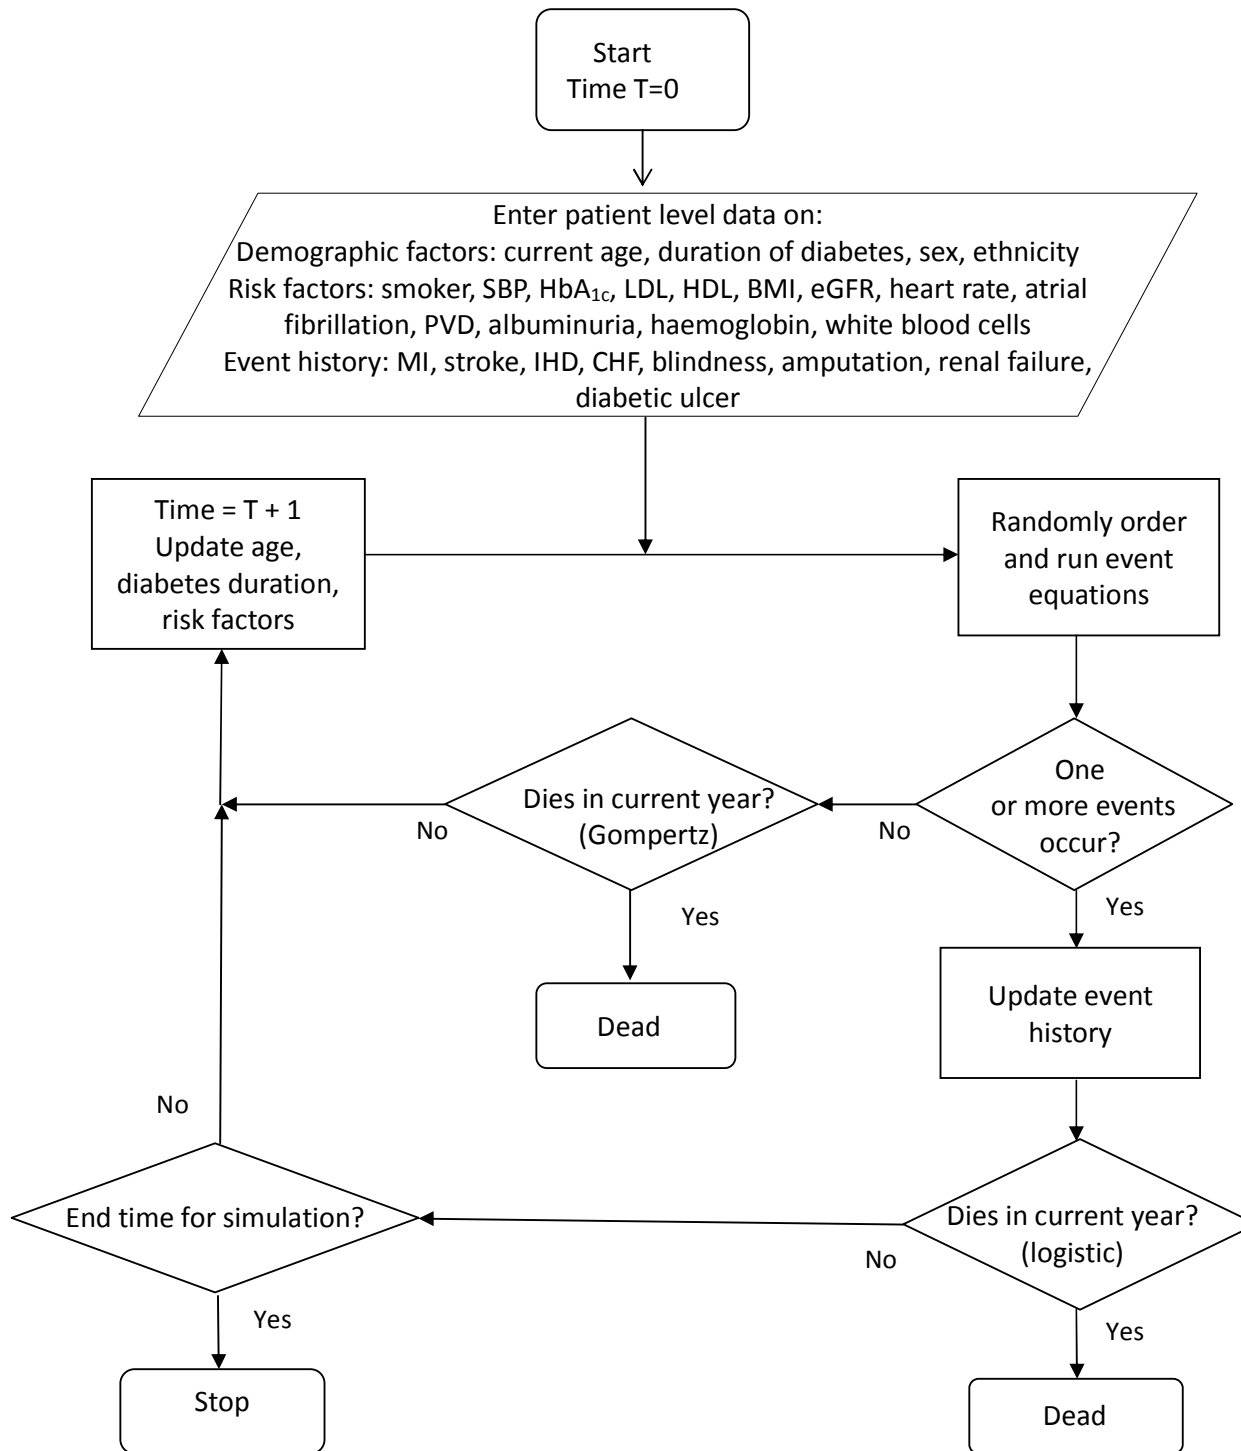 Start
Time T=0
Enter patient level data on:
Demographic factors: current age, duration of diabetes, sex, ethnicity
Risk factors: smoker, SBP, HbA1c, LDL, HDL, BMI, eGFR, heart rate, atrial
fibrillation, PVD, albuminuria, haemoglobin, white blood cells
Event history: MI, stroke, IHD, CHF, blindness, amputation, renal failure,
diabetic ulcer
Time = T + 1
Update age,
diabetes duration,
risk factors
Randomly order
and run event
equations
One
or more events
occur?
No
Yes
Dies in current year?
(Gompertz)
No
Yes
Dead
Update event
history
Dies in current year?
(logistic)
No
Yes
Dead
End time for simulation?
No
Yes
Stop